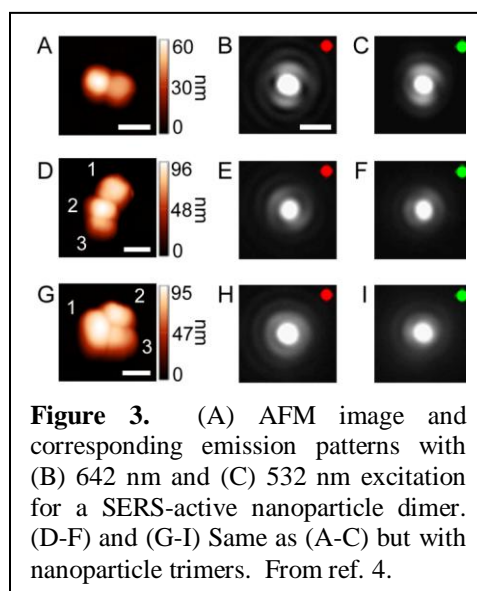 A 60 30 0 nm B C
D 1 2 3 96 48 0 nm E F
G 1 2 3 95 47 0 nm H I
Figure 3. (A) AFM image and
corresponding emission patterns with
(B) 642 nm and (C) 532 nm excitation
for a SERS-active nanoparticle dimer.
(D-F) and (G-I) Same as (A-C) but with
nanoparticle trimers. From ref. 4.